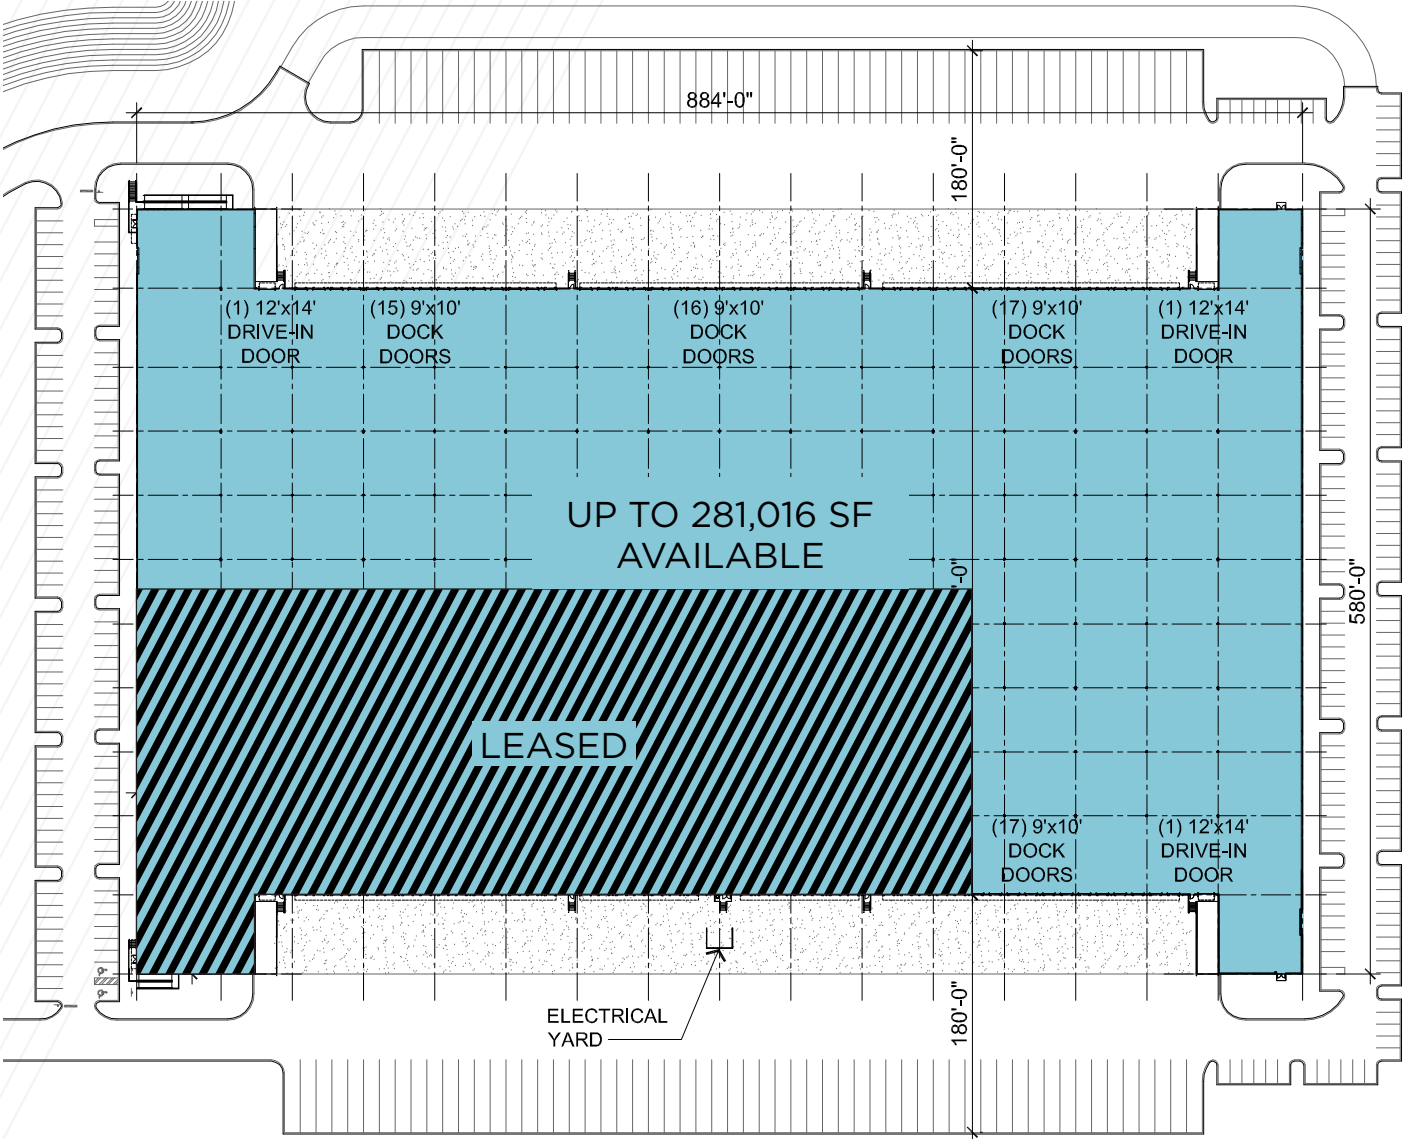 884'-0"
180'-0"
(1) 12'x14'
DRIVE-IN
DOOR
(15) 9'x10'
DOCK
DOORS
(16) 9'x10'
DOCK
DOORS
(17) 9'x10'
DOCK
DOORS
(1) 12'x14'
DRIVE-IN
DOOR
UP TO 281,016 SF
AVAILABLE
'-0"
580'-0"
LEASED
(17) 9'x10'
DOCK
DOORS
(1) 12'x14'
DRIVE-IN
DOOR
ELECTRICAL
YARD
180'-0"